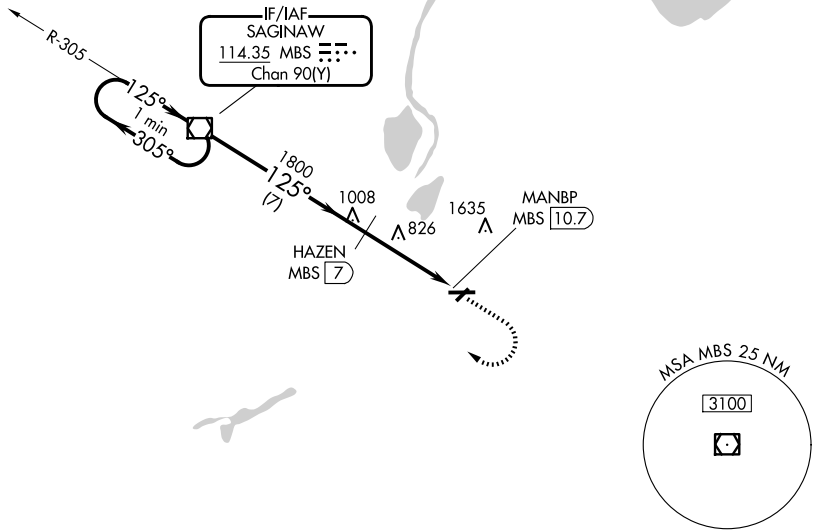 IF/IAF
SAGINAW
114.35 MBS
Chan 90(Y)
R-305
125°
1 min
305°
1800
125°
(7)
1008
826
1635
MANBP
MBS 10.7
HAZEN
MBS 7
MSA MBS 25 NM
3100